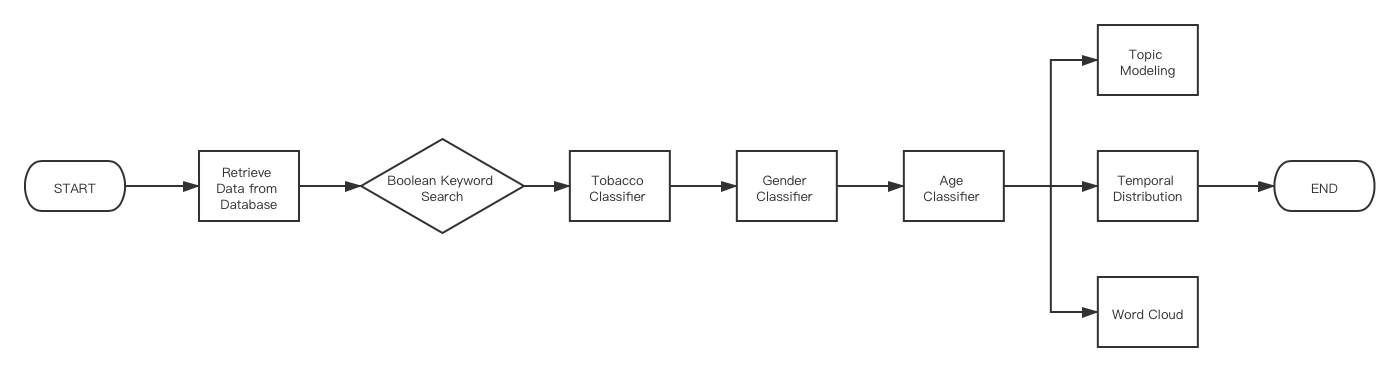 START
Retrieve
Data from
Database
Boolean Keyword
Search
Tobacco
Classifier
Gender
Classifier
Age
Classifier
Topic
Modeling
Temporal
Distribution
Word Cloud
END